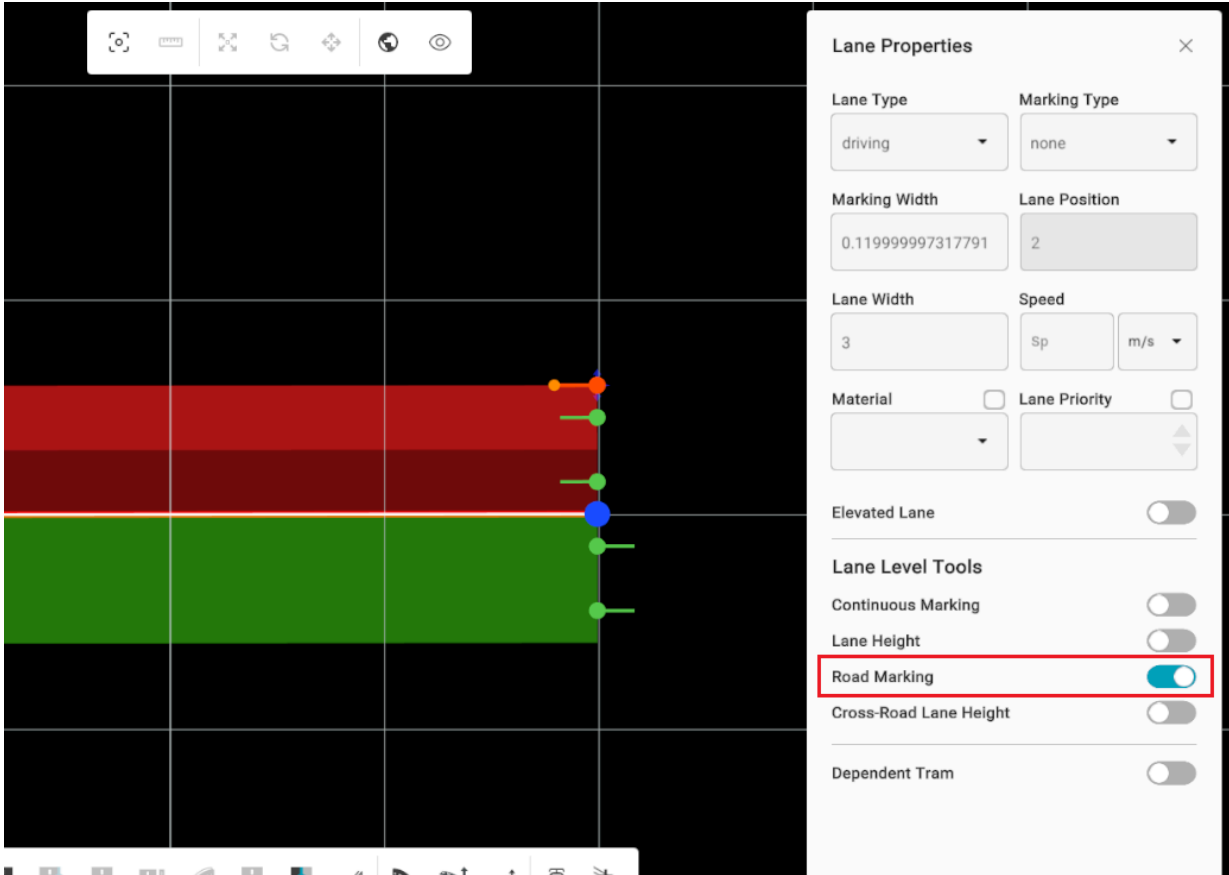 Lane Properties
Lane Type Marking Type
driving none
Marking Width Lane Position
0.119999997317791 2
Lane Width Speed
3 Sp m/s
Material Lane Priority
Elevated Lane
Lane Level Tools
Continuous Marking
Lane Height
Road Marking
Cross-Road Lane Height
Dependent Tram